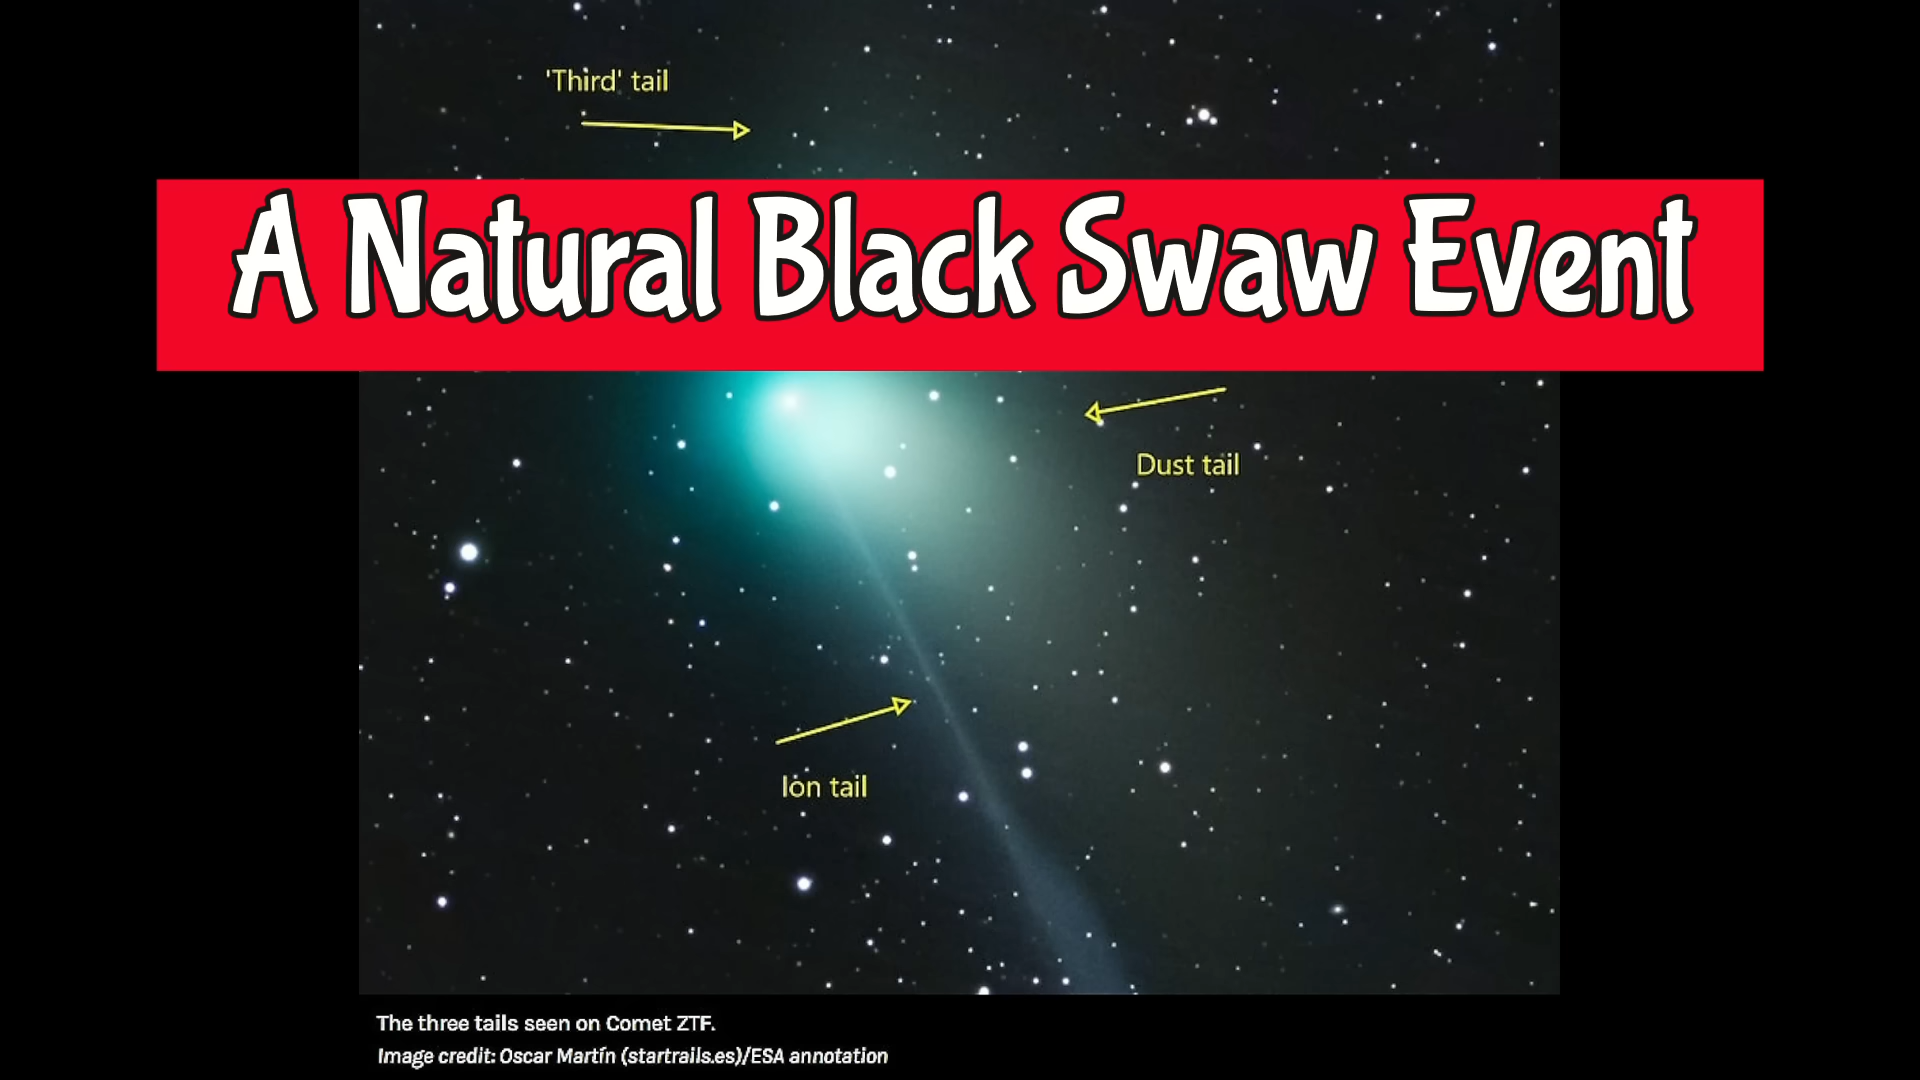 'Third' tail
A Natural Black Swaw Event
Dust tail
Ion tail
The three tails seen on Comet ZTF.
Image credit: Oscar Martín (startrails.es)/ESA annotation